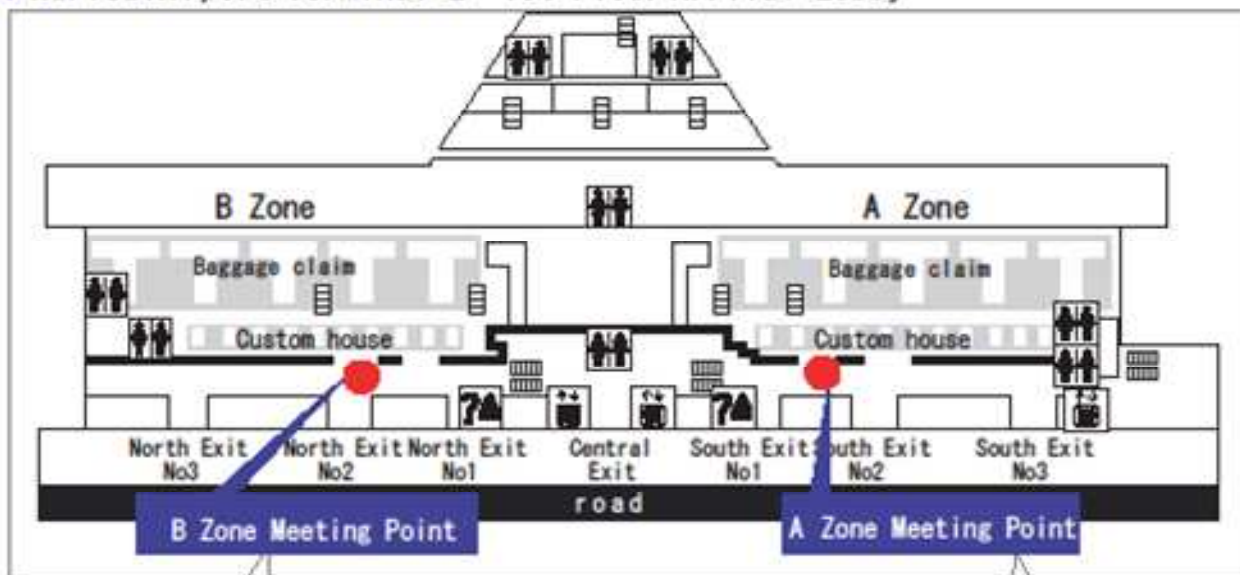 B Zone
A Zone
Baggage claim
Baggage claim
Custom house
Custom house
North Exit
No3
North Exit
No2
North Exit
No1
Central
Exit
South Exit
No1
South Exit
No2
South Exit
No3
road
B Zone Meeting Point
A Zone Meeting Point